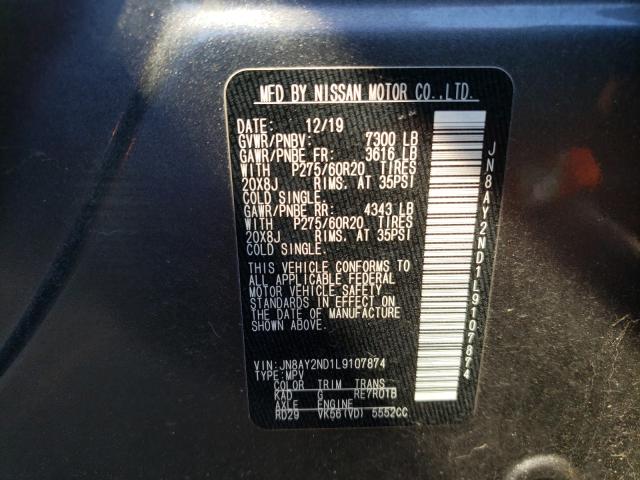 MFD BY NISSAN MOTOR CO.,LTD.
DATE: 12/19
GVWR/PNBV: 7300 LB
GAWR/PNBE FR: 3616 LB
WITH P275/60R20 TIRES
20X8J RIMS. AT 35PSI
COLD SINGLE.
GAWR/PNBE RR: 4343 LB
WITH P275/60R20 TIRES
20X8J RIMS. AT 35PSI
COLD SINGLE.
THIS VEHICLE CONFORMS TO
ALL APPLICABLE FEDERAL
MOTOR VEHICLE SAFETY
STANDARDS IN EFFECT ON
THE DATE OF MANUFACTURE
SHOWN ABOVE.
VIN:JN8AY2ND1L9107874
TYPE:MPV
COLOR TRIM TRANS
KAD G RE7R01B
AXLE ENGINE
RD29 VK56(VD) 5552CC
JN8AY2ND1L9107874